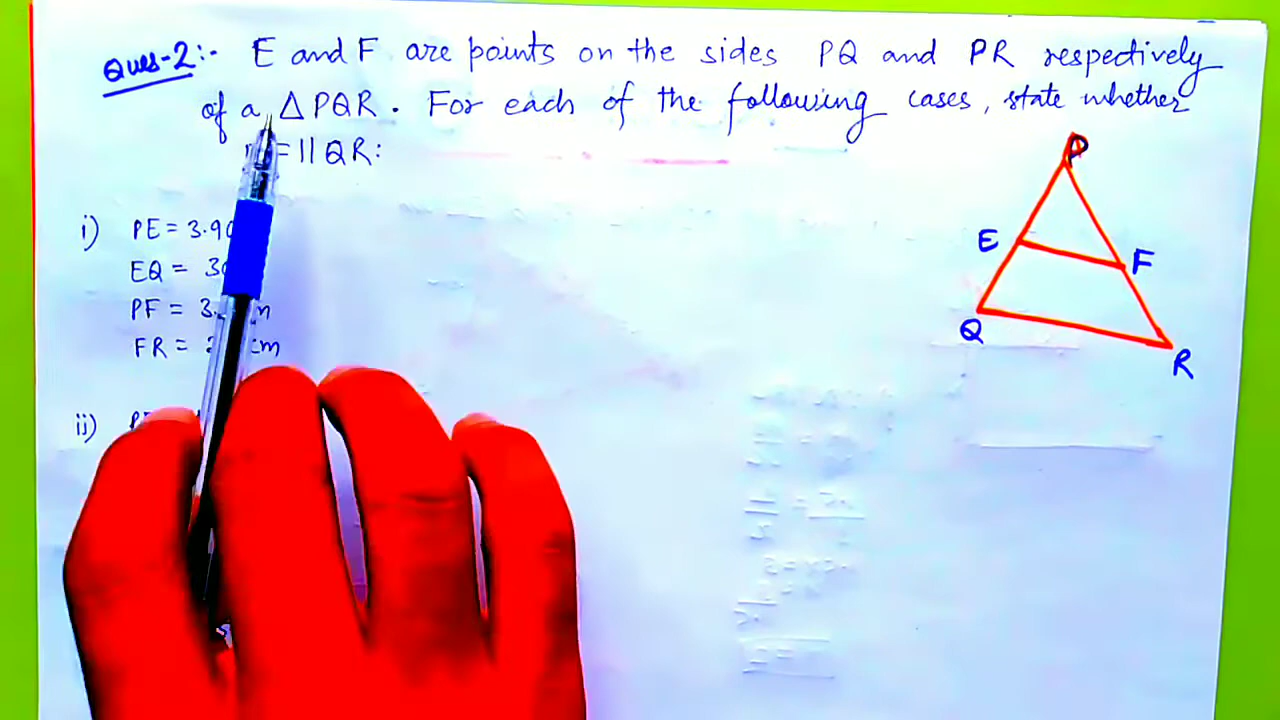 Ques-2:- E and F are points on the sides PQ and PR respectively
of a △PQR. For each of the following cases, state whether
= || QR:
P
E
F
Q
R
i) PE = 3.9
EQ = 3
PF = 3.
FR = cm
ii)